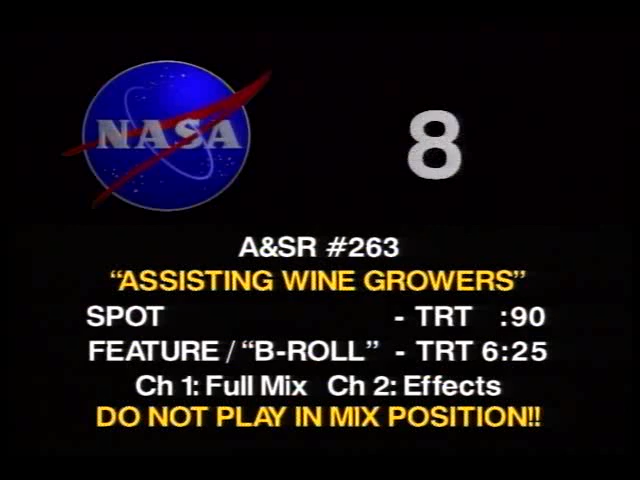 NASA
8
A&SR #263
“ASSISTING WINE GROWERS”
SPOT - TRT :90
FEATURE / “B-ROLL” - TRT 6:25
Ch 1: Full Mix Ch 2: Effects
DO NOT PLAY IN MIX POSITION!!